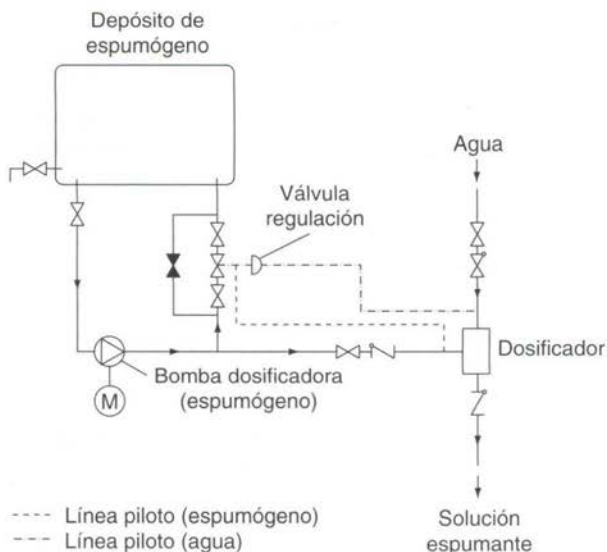 Depósito de
espumógeno
Agua
Válvula
regulación
Dosificador
Bomba dosificadora
(espumógeno)
M
Línea piloto (espumógeno)
Línea piloto (agua)
Solución
espumante